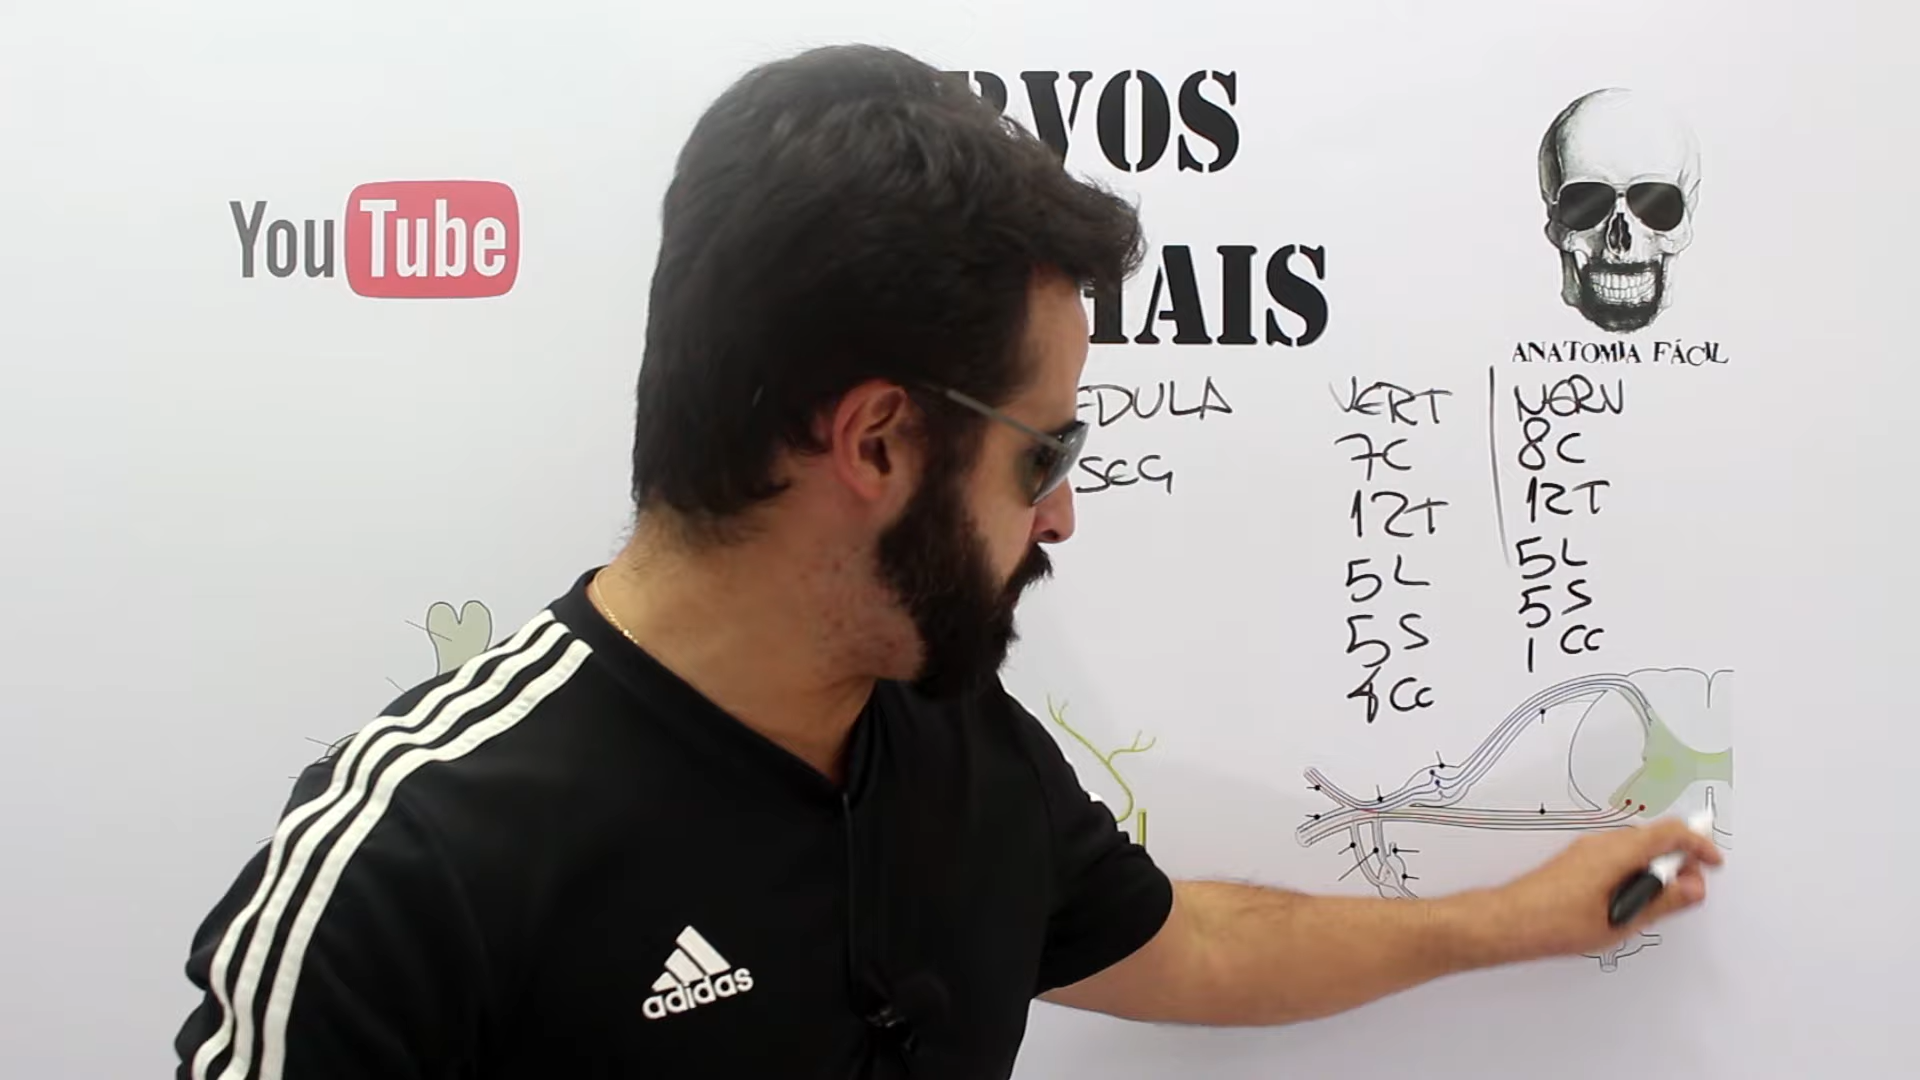 YouTube
RVOS
HAIS
ANATOMIA FÁCIL
EDULA
SEG
VERT
7C
12T
5L
5S
4Cc
NERV
8C
12T
5L
5S
1 Cc
adidas